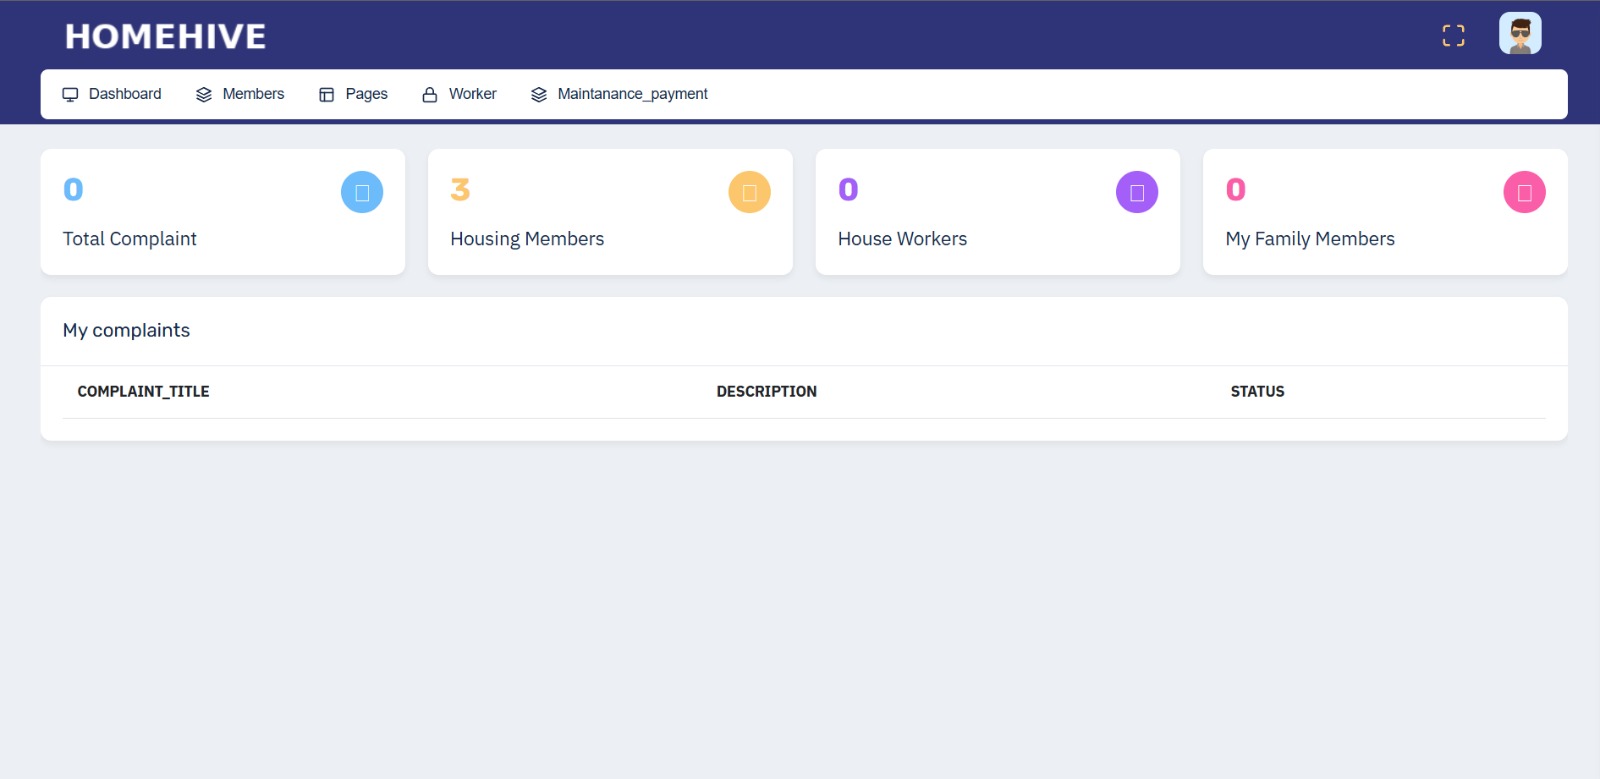 HOMEHIVE
Dashboard Members Pages Worker Maintanance_payment
0 3 0 0
Total Complaint Housing Members House Workers My Family Members
My complaints
COMPLAINT_TITLE DESCRIPTION STATUS